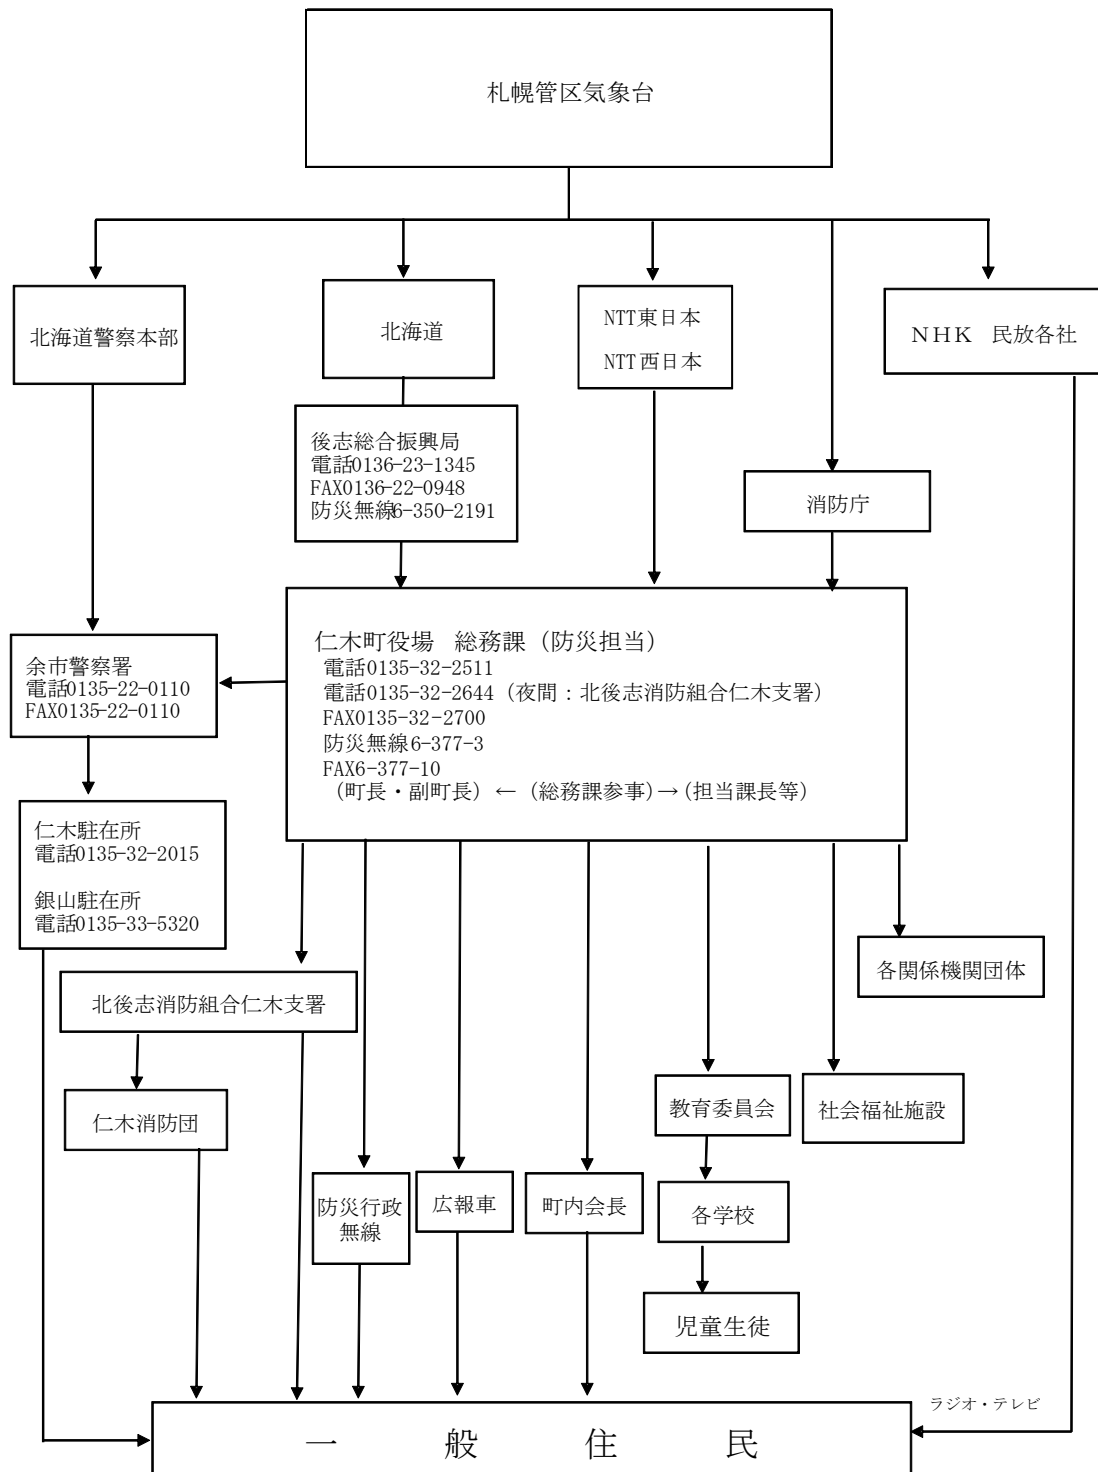 札幌管区気象台
北海道警察本部
北海道
NTT東日本
NTT西日本
ＮＨＫ　民放各社
後志総合振興局
電話0136-23-1345
FAX0136-22-0948
防災無線6-350-2191
消防庁
仁木町役場　総務課（防災担当）
電話0135-32-2511
電話0135-32-2644（夜間：北後志消防組合仁木支署）
FAX0135-32-2700
防災無線6-377-3
FAX6-377-10
（町長・副町長）←（総務課参事）→（担当課長等）
余市警察署
電話0135-22-0110
FAX0135-22-0110
仁木駐在所
電話0135-32-2015
銀山駐在所
電話0135-33-5320
各関係機関団体
北後志消防組合仁木支署
仁木消防団
教育委員会
社会福祉施設
防災行政
無線
広報車
町内会長
各学校
児童生徒
ラジオ・テレビ
一　般　住　民